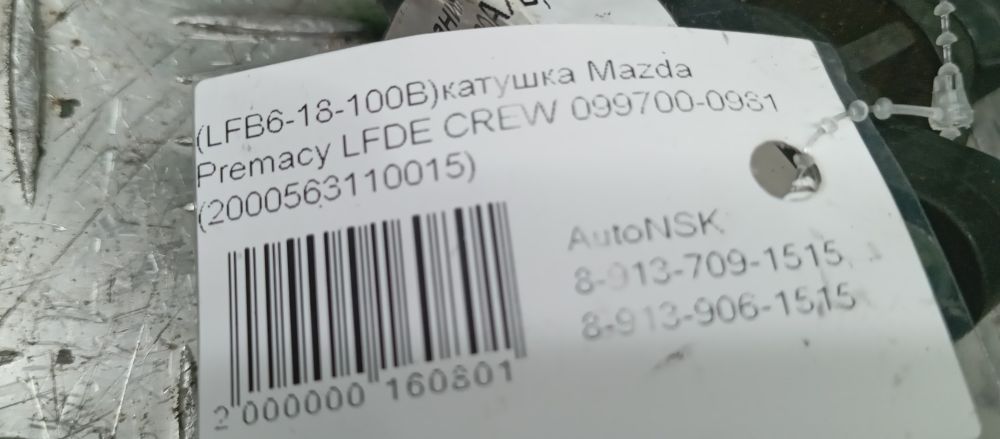 (LFB6-18-100B)катушка Mazda
Premacy LFDE CREW 099700-0981
(2000563110015)
AutoNSK
8-913-709-1515,
8-913-906-1515
2 000000 160801